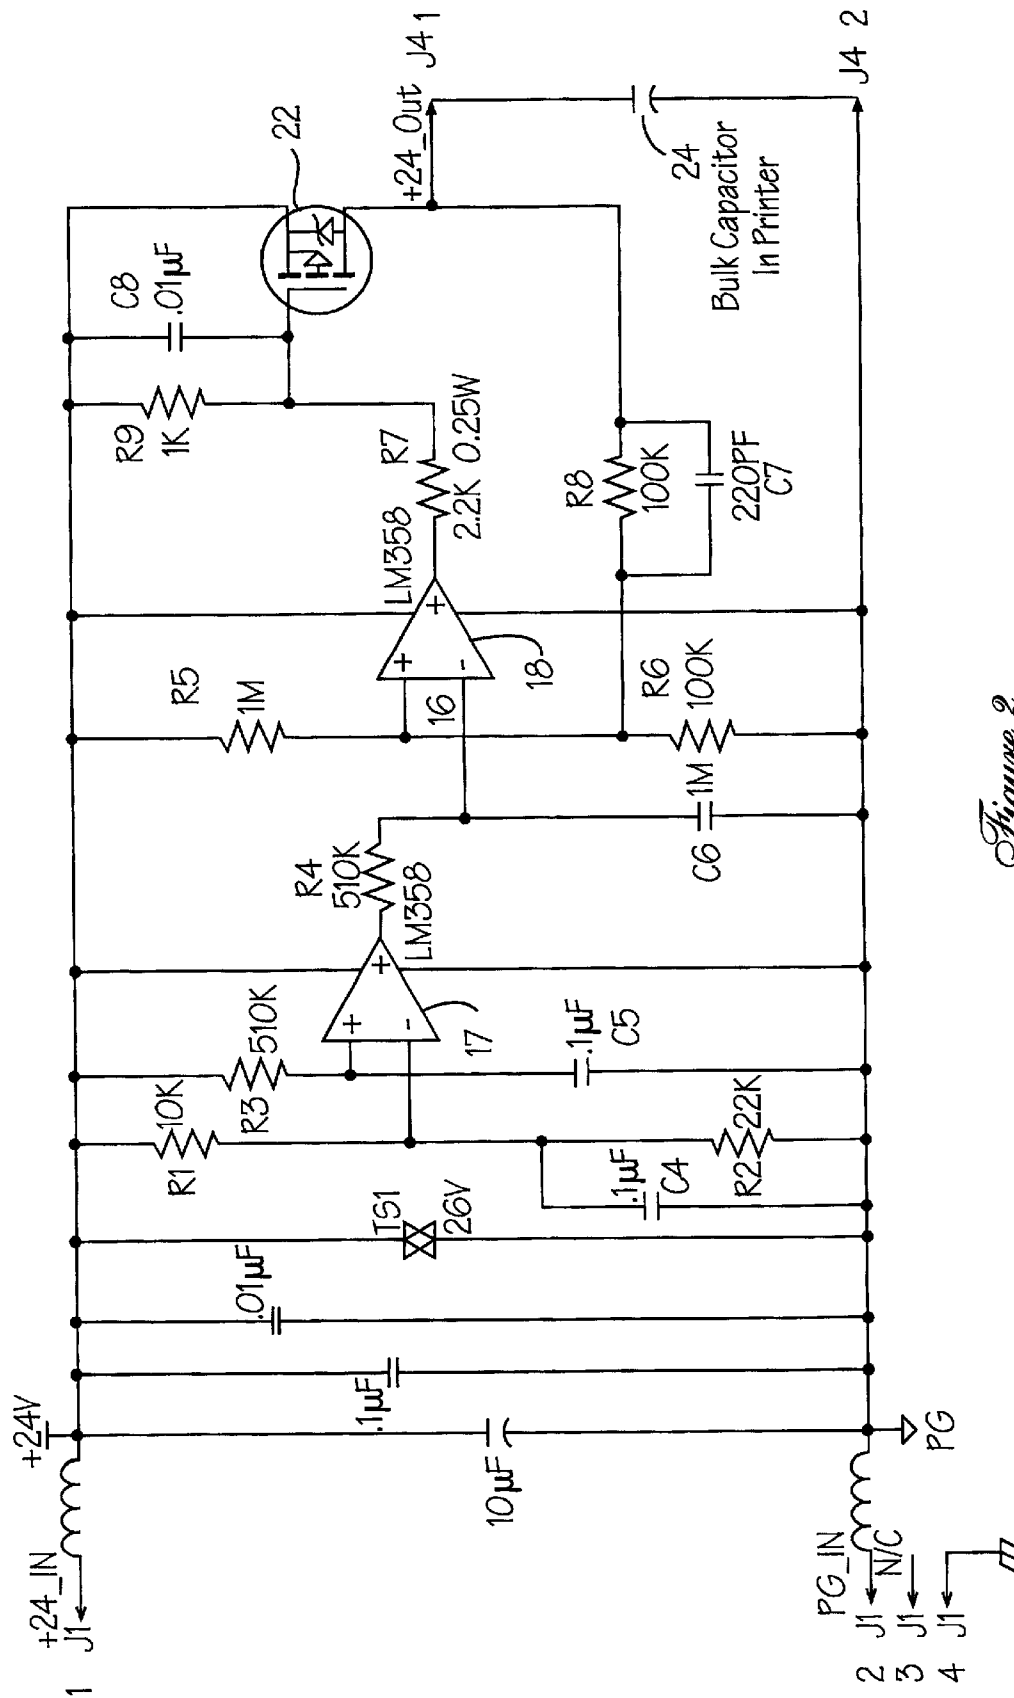 1
+24_IN
J1
+24V
10µF
.1µF
.01µF
TS1
26V
R1
10K
R3
510K
.1µF
C4
R2
22K
.1µF
C5
+
-
+
17
LM358
R4
510K
C6
1M
R5
1M
16
+
-
+
18
LM358
R6
100K
R7
2.2K 0.25W
R8
100K
220PF
C7
R9
1K
C8
.01µF
22
+24_Out
J4 1
24
Bulk Capacitor
In Printer
J4 2
PG_IN
2 J1
N/C
3 J1
4 J1
PG
Figure 2